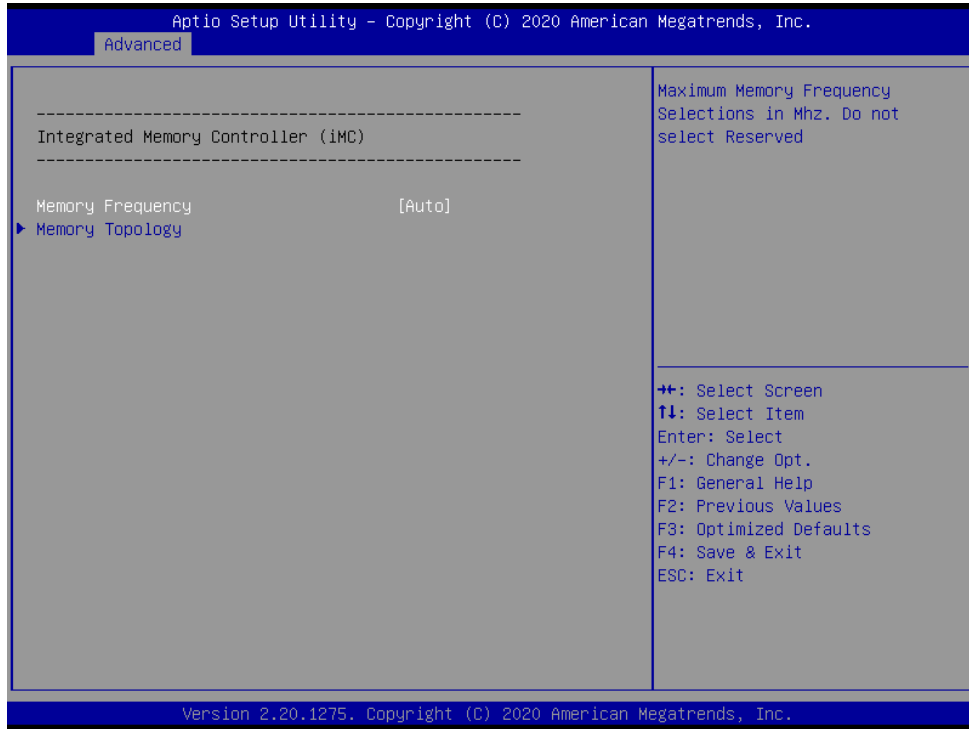 Aptio Setup Utility – Copyright (C) 2020 American Megatrends, Inc.
Advanced
--------------------------------------------------
Integrated Memory Controller (iMC)
--------------------------------------------------
Memory Frequency [Auto]
Memory Topology
Maximum Memory Frequency
Selections in Mhz. Do not
select Reserved
→←: Select Screen
↑↓: Select Item
Enter: Select
+/-: Change Opt.
F1: General Help
F2: Previous Values
F3: Optimized Defaults
F4: Save & Exit
ESC: Exit
Version 2.20.1275. Copyright (C) 2020 American Megatrends, Inc.